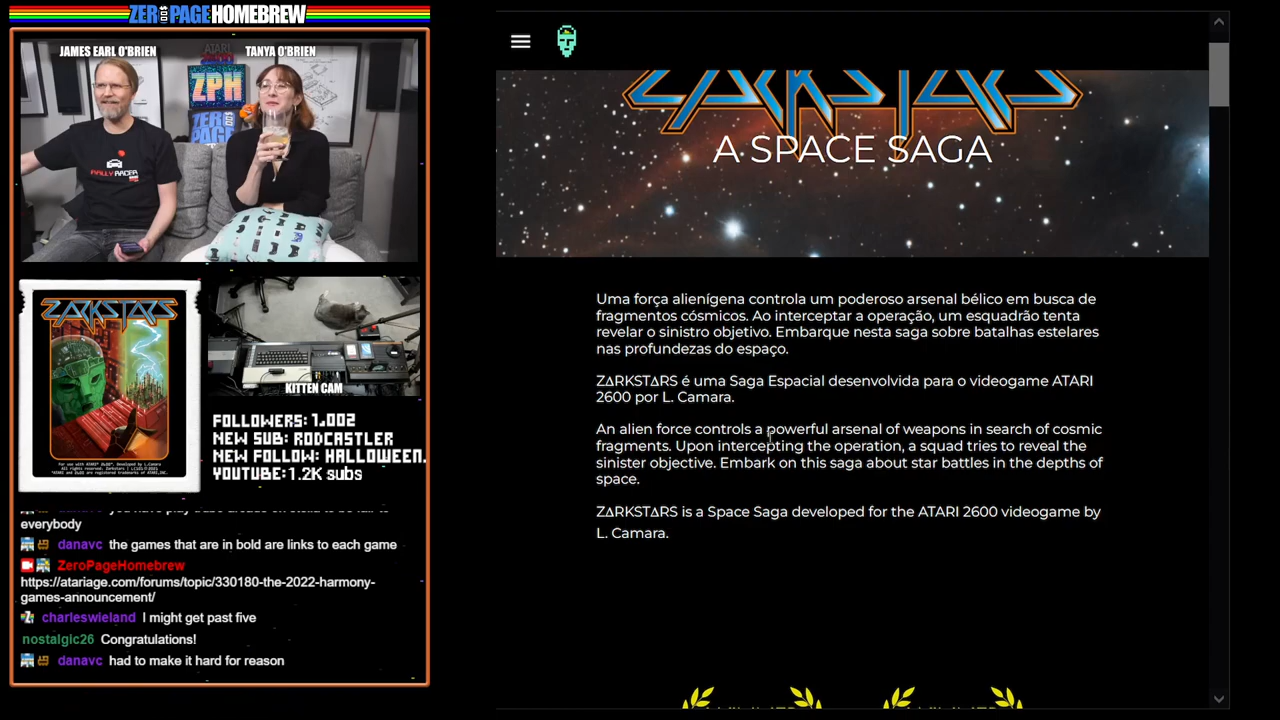 ZEROPAGEHOMEBREW
JAMES EARL O'BRIEN
TANYA O'BRIEN
ATARI
ZPH
ZERO
PAGE
RALLY RACER
ZARKSTARS
KITTEN CAM
FOLLOWERS: 1,002
NEW SUB: RODCASTLER
NEW FOLLOW: HALLOWEEN.
YOUTUBE: 1.2K subs
everybody
danavc the games that are in bold are links to each game
ZeroPageHomebrew
https://atariage.com/forums/topic/330180-the-2022-harmony-
games-announcement/
charleswieland I might get past five
nostalgic26 Congratulations!
danavc had to make it hard for reason
ZARKSTARS
A SPACE SAGA
Uma força alienígena controla um poderoso arsenal bélico em busca de
fragmentos cósmicos. Ao interceptar a operação, um esquadrão tenta
revelar o sinistro objetivo. Embarque nesta saga sobre batalhas estelares
nas profundezas do espaço.
Z∆RKST∆RS é uma Saga Espacial desenvolvida para o videogame ATARI
2600 por L. Camara.
An alien force controls a powerful arsenal of weapons in search of cosmic
fragments. Upon intercepting the operation, a squad tries to reveal the
sinister objective. Embark on this saga about star battles in the depths of
space.
Z∆RKST∆RS is a Space Saga developed for the ATARI 2600 videogame by
L. Camara.